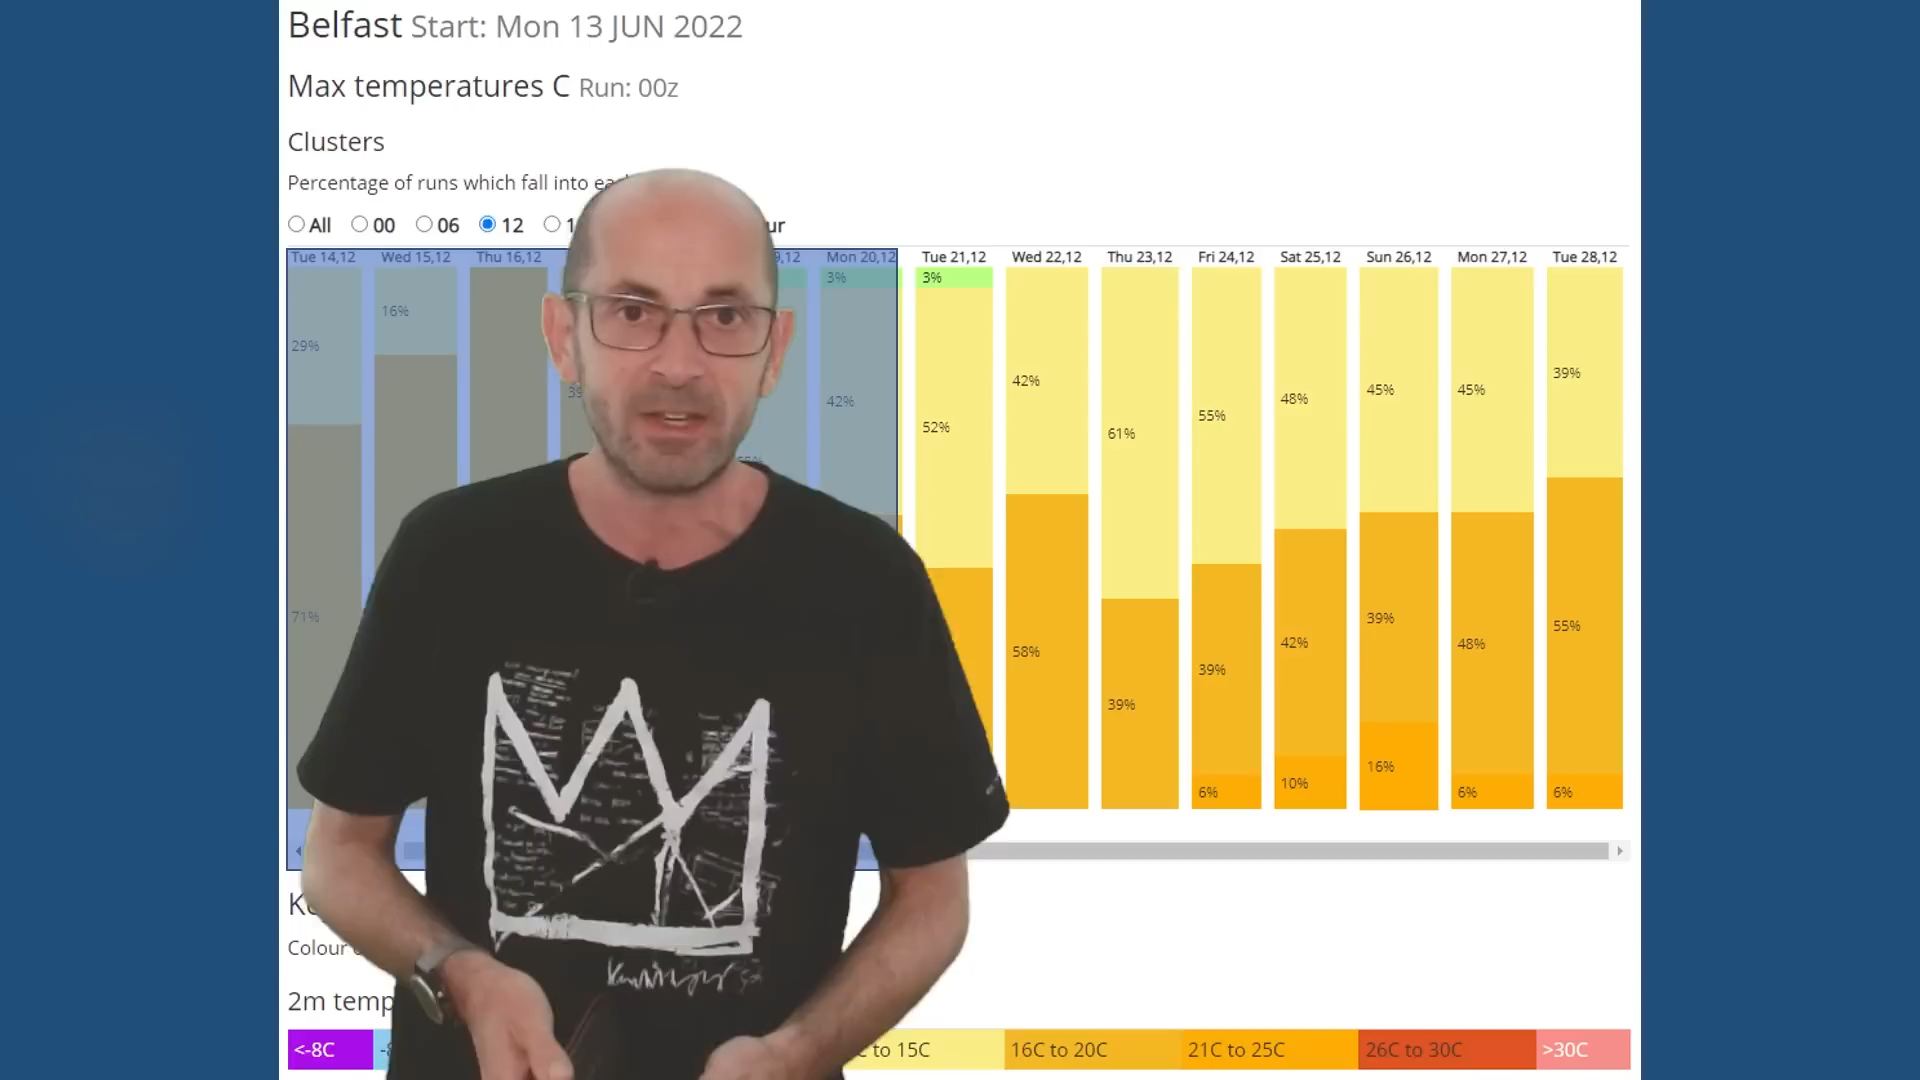 Belfast Start: Mon 13 JUN 2022
Max temperatures C Run: 00z
Clusters
Percentage of runs which fall into
All 00 06 12
Tue 14,12 Wed 15,12 Thu 16,12 Mon 20,12 Tue 21,12 Wed 22,12 Thu 23,12 Fri 24,12 Sat 25,12 Sun 26,12 Mon 27,12 Tue 28,12
3% 3%
16%
29% 39% 42% 52% 42% 61% 55% 48% 45% 45% 39%
71% 58% 39% 39% 42% 39% 48% 55%
6% 10% 16% 6% 6%
Colour
2m
<-8C to 15C 16C to 20C 21C to 25C 26C to 30C >30C